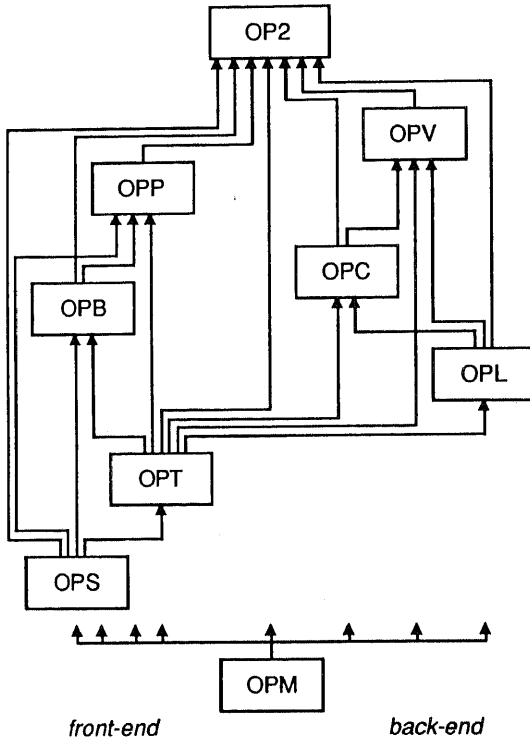 OP2
OPV
OPP
OPC
OPB
OPL
OPT
OPS
OPM
front-end
back-end